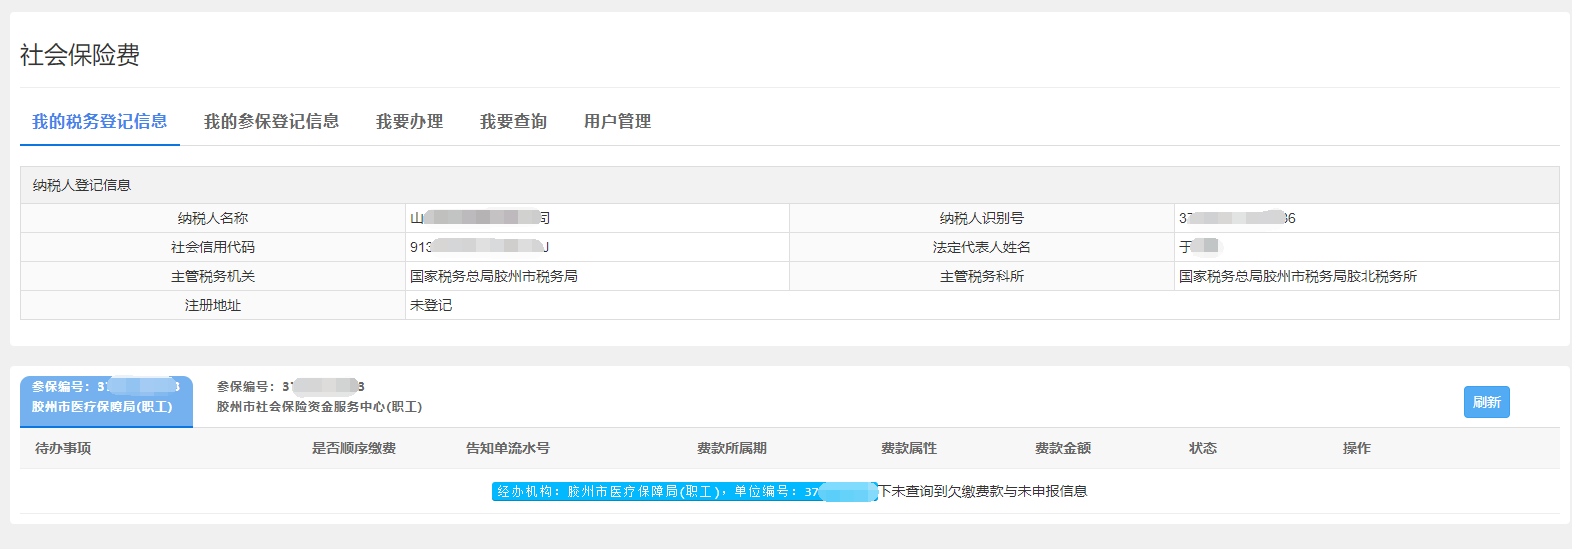 社会保险费
我的税务登记信息 我的参保登记信息 我要办理 我要查询 用户管理
纳税人登记信息
纳税人名称 山 司 纳税人识别号 37 36
社会信用代码 913 J 法定代表人姓名 于
主管税务机关 国家税务总局胶州市税务局 主管税务科所 国家税务总局胶州市税务局胶北税务所
注册地址 未登记
参保编号：37 3 参保编号：37 3
胶州市医疗保障局(职工) 胶州市社会保险资金服务中心(职工) 刷新
待办事项 是否顺序缴费 告知单流水号 费款所属期 费款属性 费款金额 状态 操作
经办机构：胶州市医疗保障局(职工)，单位编号：37 下未查询到欠缴费款与未申报信息